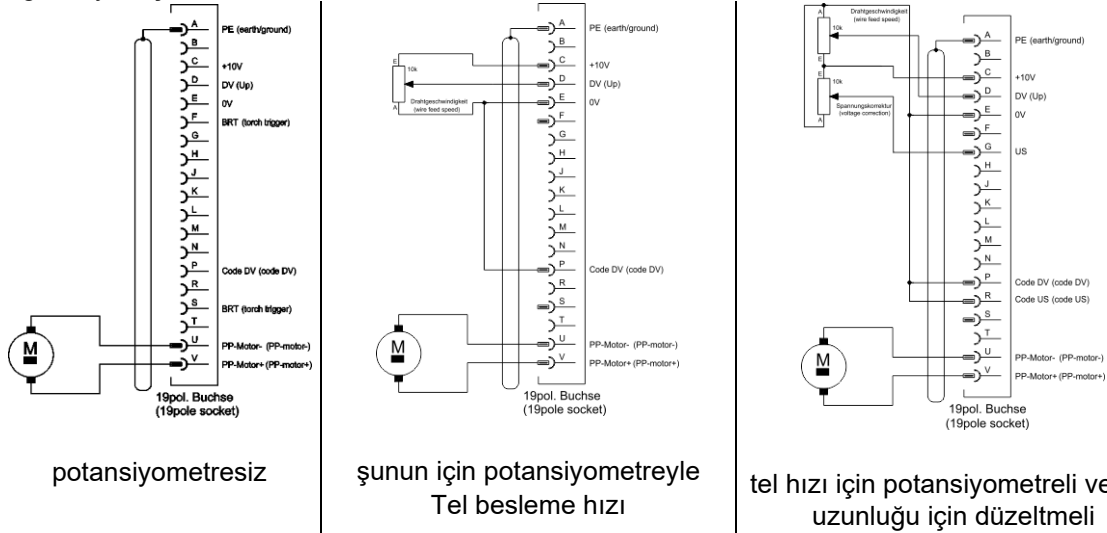 A
PE (earth/ground)
B
C
+10V
D
DV (Up)
E
0V
F
BRT (torch trigger)
G
H
J
K
L
M
N
P
Code DV (code DV)
R
S
BRT (torch trigger)
T
U
PP-Motor- (PP-motor-)
V
PP-Motor+ (PP-motor+)
M
19pol. Buchse
(19pole socket)
potansiyometresiz
A
PE (earth/ground)
B
C
+10V
D
DV (Up)
E
0V
F
G
H
J
K
L
M
N
P
Code DV (code DV)
R
S
T
U
PP-Motor- (PP-motor-)
V
PP-Motor+ (PP-motor+)
E
10k
A
Drahtgeschwindigkeit
(wire feed speed)
M
19pol. Buchse
(19pole socket)
şunun için potansiyometreyle
Tel besleme hızı
A
Drahtgeschwindigkeit
(wire feed speed)
10k
E
E
10k
A
Spannungskorrektur
(voltage correction)
A
PE (earth/ground)
B
C
+10V
D
DV (Up)
E
0V
F
G
US
H
J
K
L
M
N
P
Code DV (code DV)
R
Code US (code US)
S
T
U
PP-Motor- (PP-motor-)
V
PP-Motor+ (PP-motor+)
M
19pol. Buchse
(19pole socket)
tel hızı için potansiyometreli ve
uzunluğu için düzeltmeli